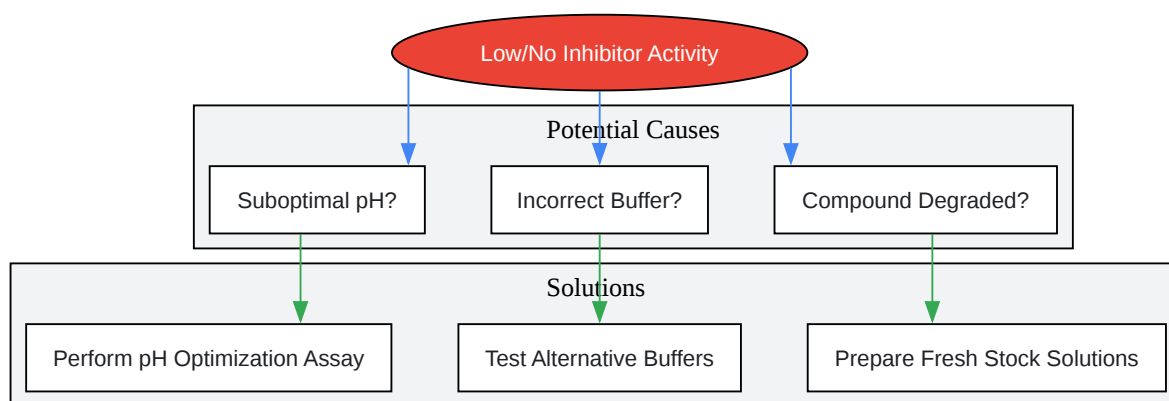 Low/No Inhibitor Activity
Potential Causes
Suboptimal pH?
Incorrect Buffer?
Compound Degraded?
Solutions
Perform pH Optimization Assay
Test Alternative Buffers
Prepare Fresh Stock Solutions